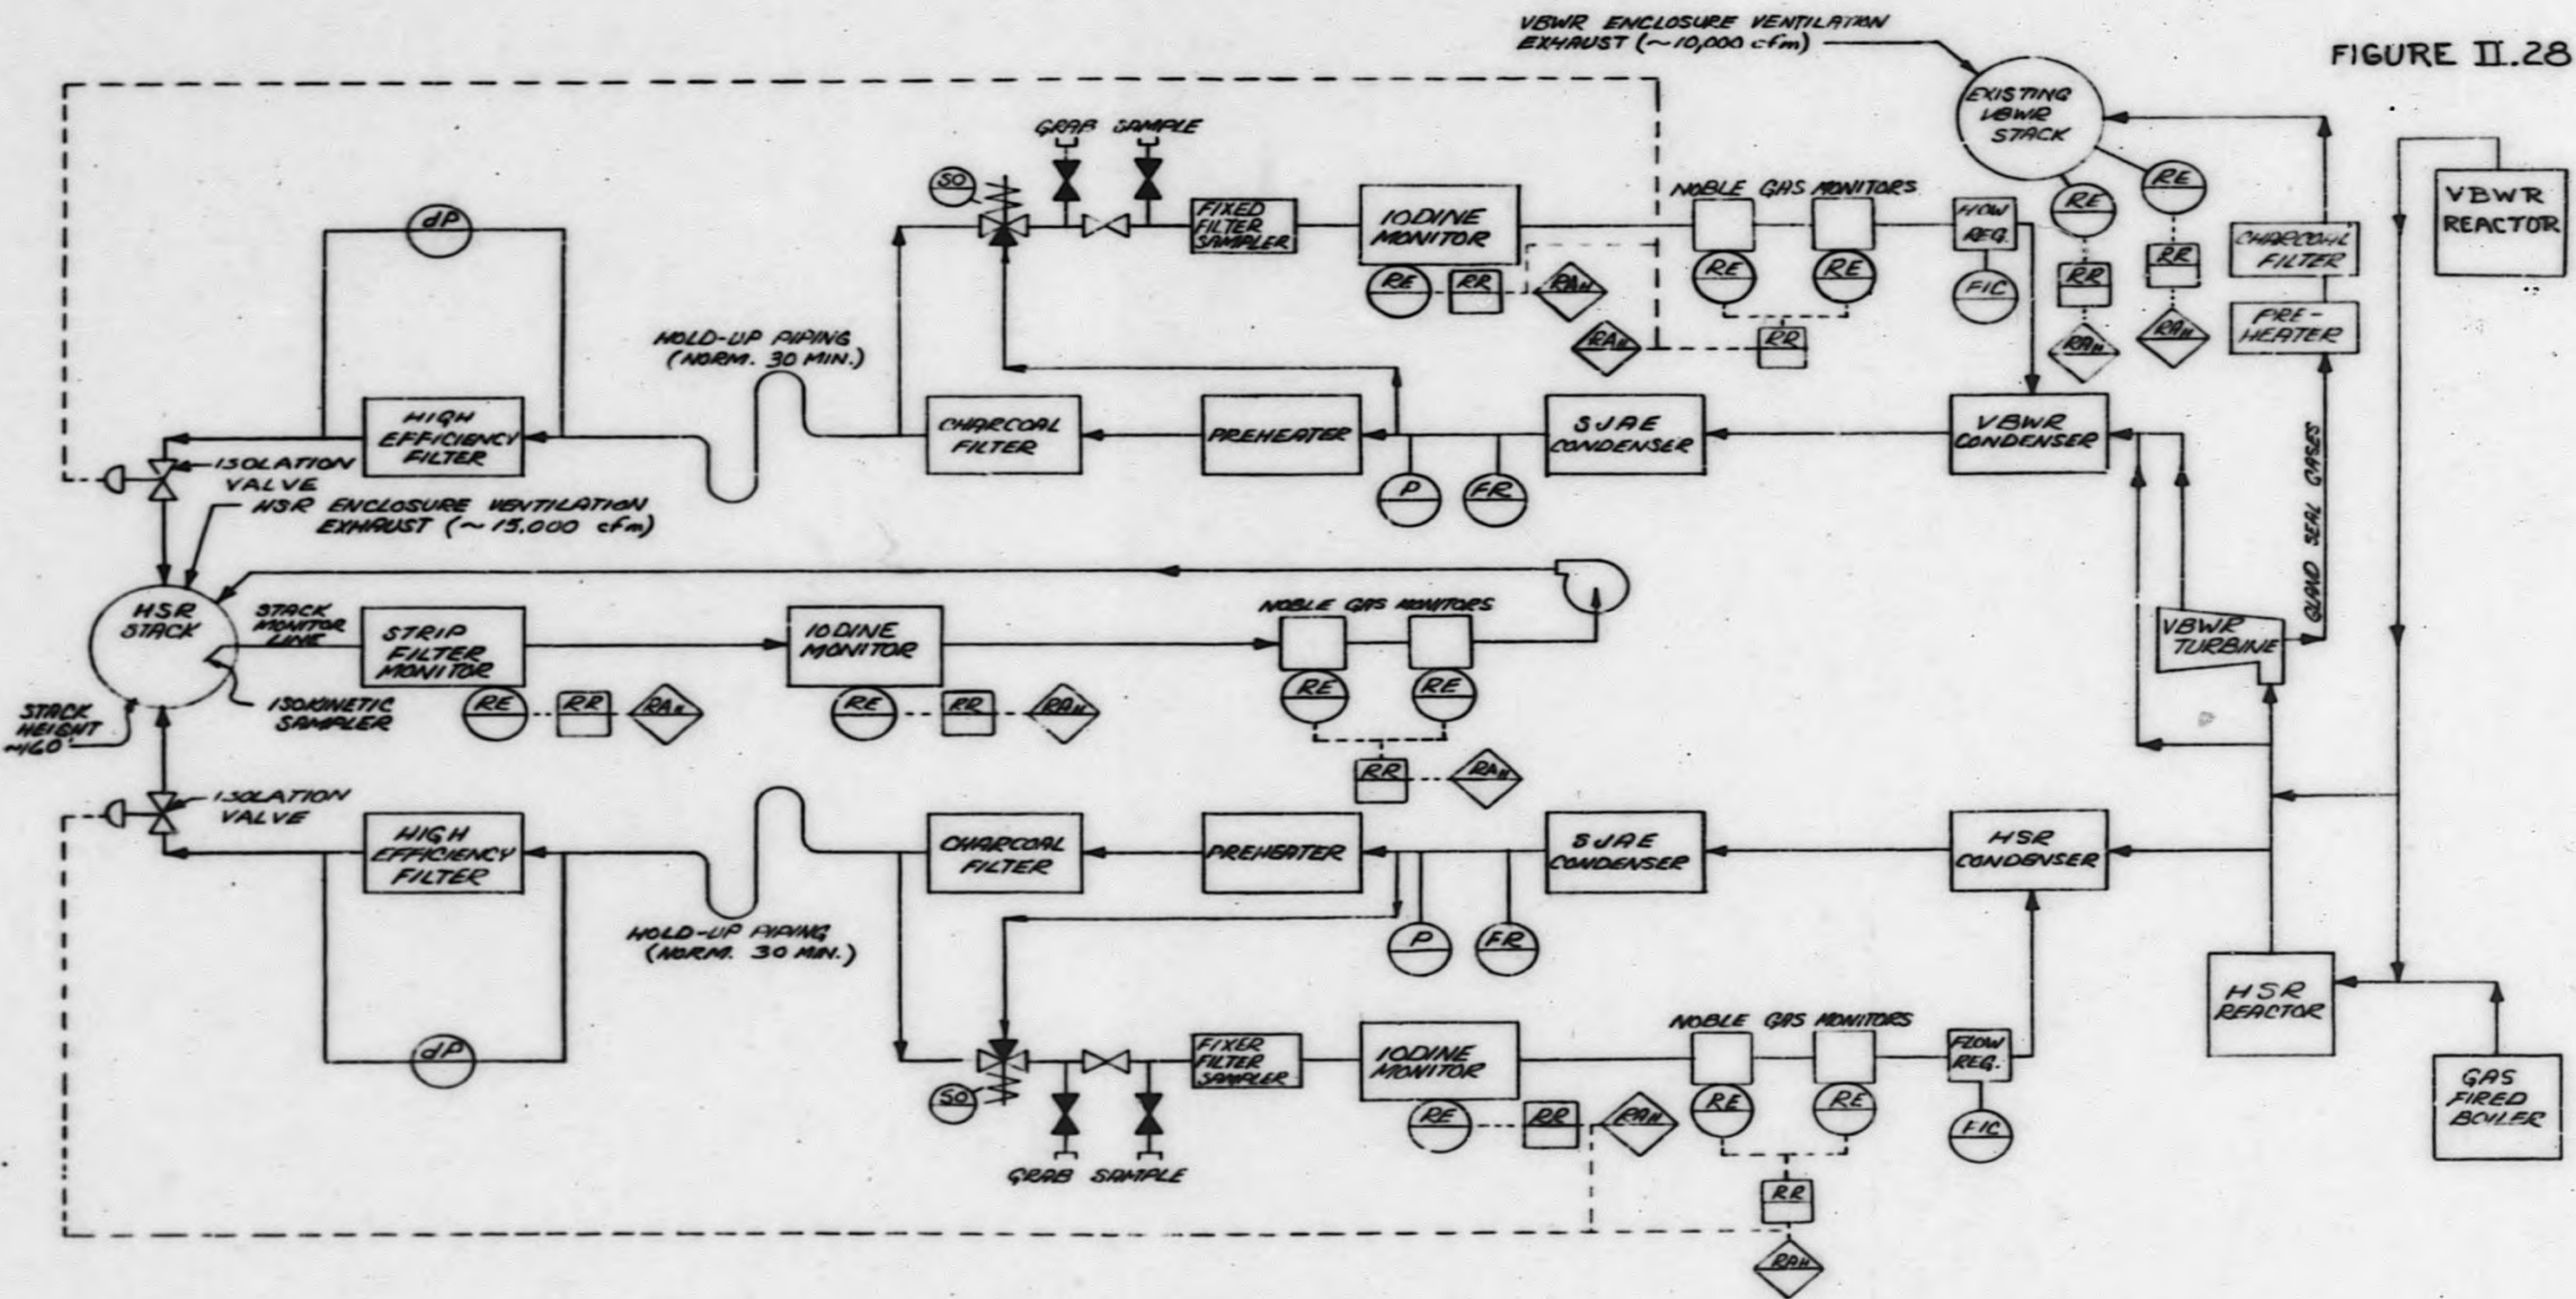 VBWR ENCLOSURE VENTILATION
EXHAUST (~10,000 cfm)
FIGURE II.28
EXISTING
VBWR
STACK
GRAB SAMPLE
SO
dP
FIXED
FILTER
SAMPLER
IODINE
MONITOR
NOBLE GAS MONITORS
FLOW
REG.
RE
RE
VBWR
REACTOR
CHARCOAL
FILTER
RE
RR
RAH
RE
RE
FIC
RR
RR
PRE-
HEATER
HOLD-UP PIPING
(NORM. 30 MIN.)
RAH
RR
RAH
RAH
HIGH
EFFICIENCY
FILTER
CHARCOAL
FILTER
PREHEATER
SJAE
CONDENSER
VBWR
CONDENSER
GLAND SEAL GASES
ISOLATION
VALVE
P
FR
HSR ENCLOSURE VENTILATION
EXHAUST (~15,000 cfm)
HSR
STACK
STACK
MONITOR
LINE
STRIP
FILTER
MONITOR
IODINE
MONITOR
NOBLE GAS MONITORS
VBWR
TURBINE
STACK
HEIGHT
~160'
ISOKINETIC
SAMPLER
RE
RR
RAH
RE
RR
RAH
RE
RE
RR
RAH
ISOLATION
VALVE
HIGH
EFFICIENCY
FILTER
CHARCOAL
FILTER
PREHEATER
SJAE
CONDENSER
HSR
CONDENSER
HOLD-UP PIPING
(NORM. 30 MIN.)
P
FR
HSR
REACTOR
dP
SO
FIXER
FILTER
SAMPLER
IODINE
MONITOR
NOBLE GAS MONITORS
FLOW
REG.
GAS
FIRED
BOILER
RE
RR
RAH
RE
RE
FIC
GRAB SAMPLE
RR
RAH